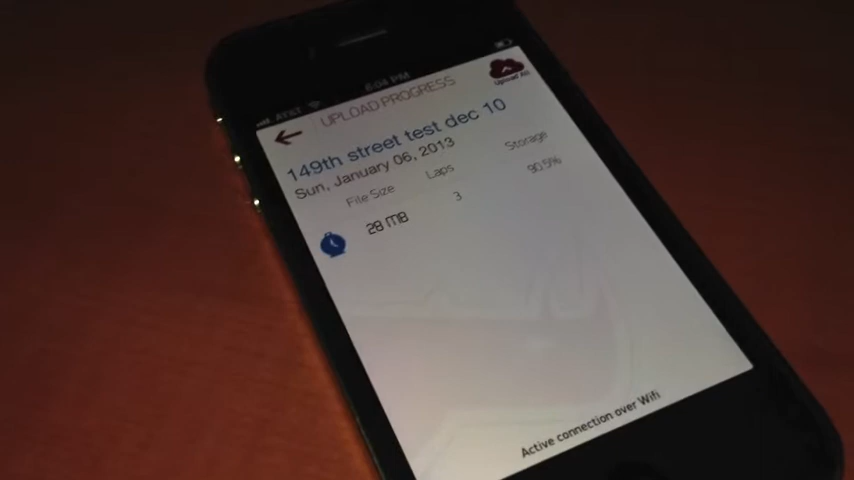 AT&T 6:04 PM
UPLOAD PROGRESS
Upload All
149th street test dec 10
Sun, January 06, 2013
File Size Laps Storage
28 MB 3 90.5%
Active connection over Wifi